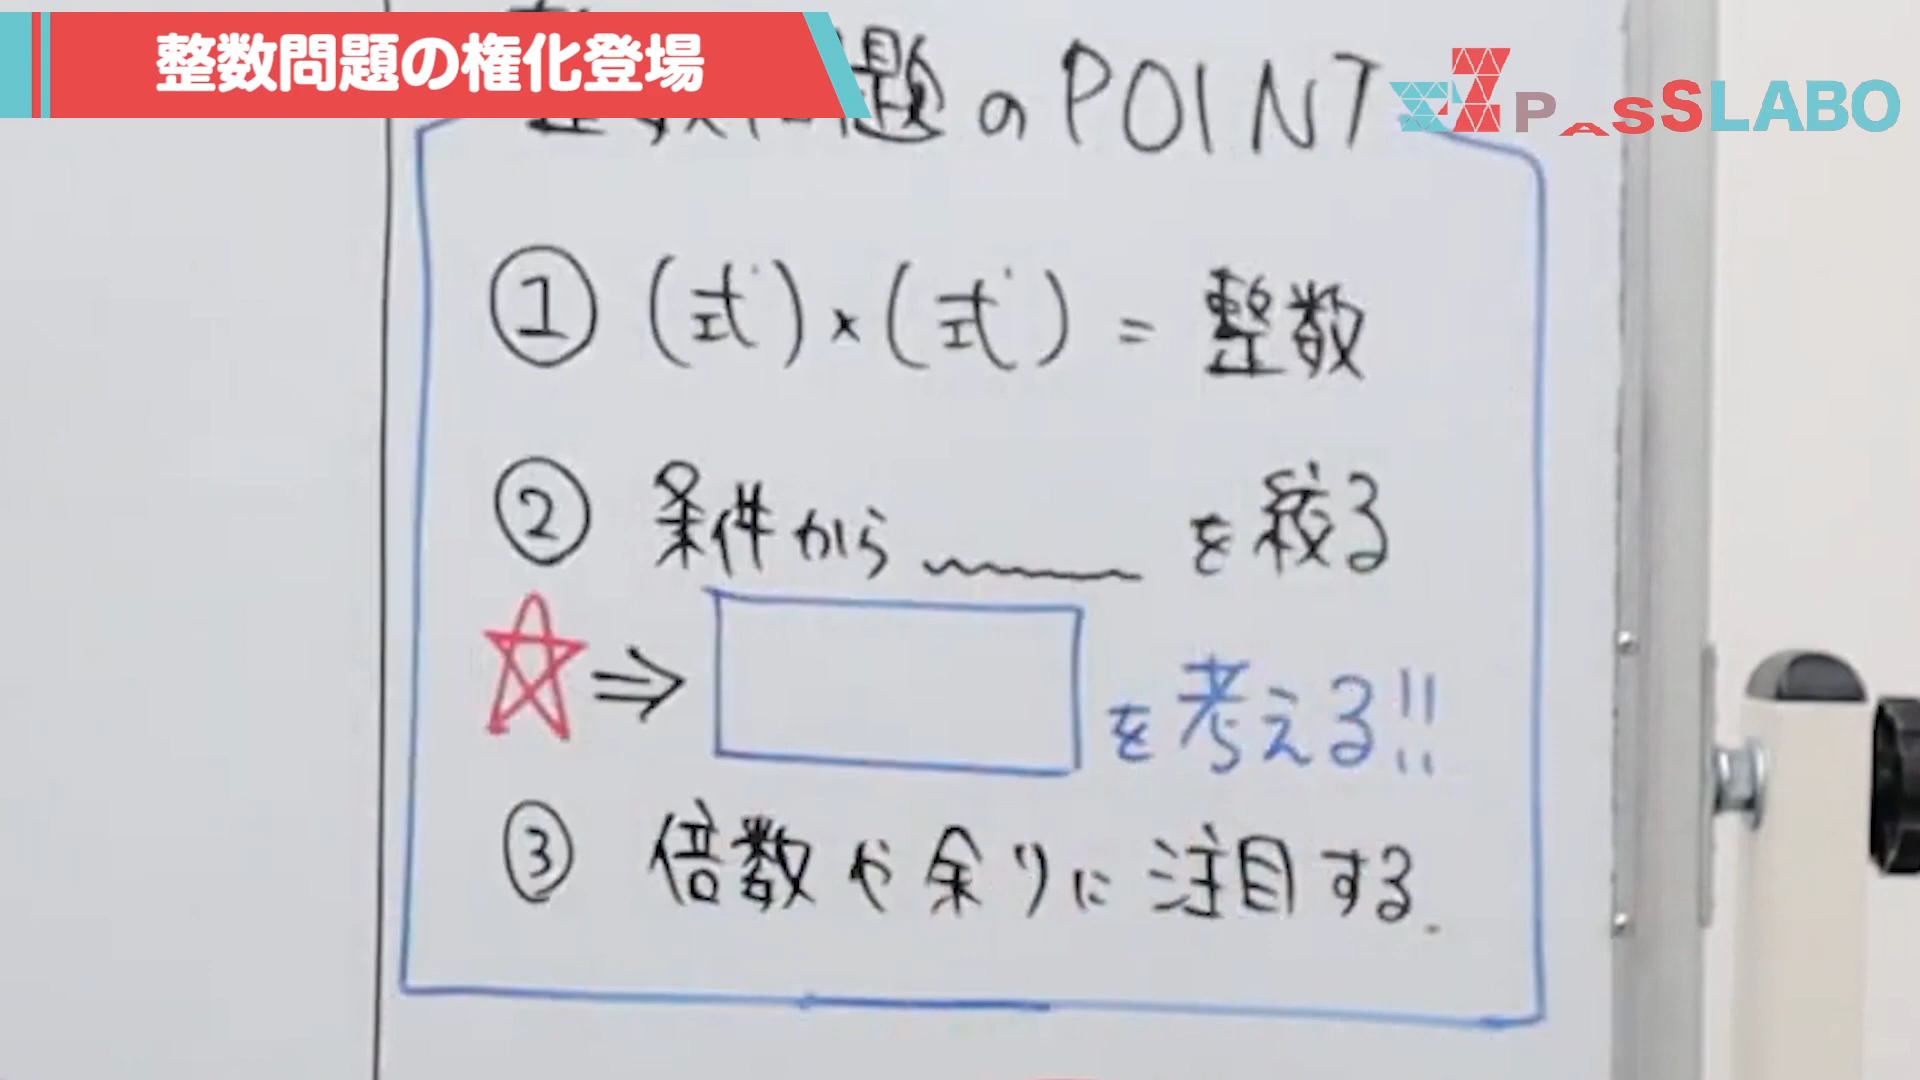 整数問題の権化登場
PASSLABO
題のPOINT
① (式)×(式) = 整数
② 条件から を絞る
☆⇒ を考える!!
③ 倍数や余りに注目する.